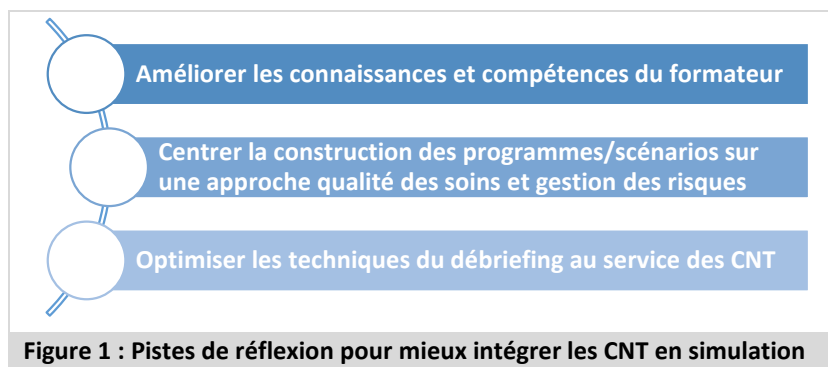 Améliorer les connaissances et compétences du formateur
Centrer la construction des programmes/scénarios sur
une approche qualité des soins et gestion des risques
Optimiser les techniques du débriefing au service des CNT
Figure 1 : Pistes de réflexion pour mieux intégrer les CNT en simulation